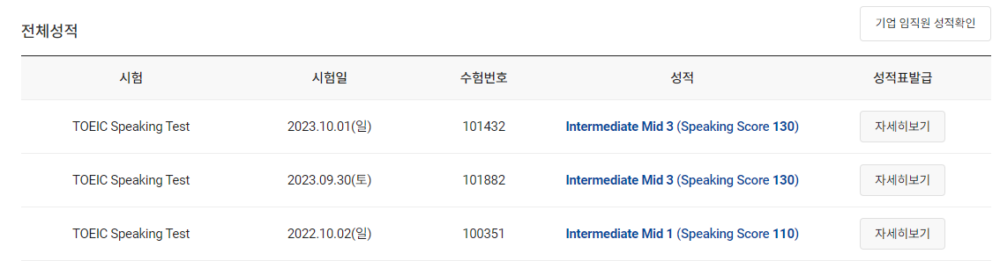 기업 임직원 성적확인
전체성적
시험 시험일 수험번호 성적 성적표발급
TOEIC Speaking Test 2023.10.01(일) 101432 Intermediate Mid 3 (Speaking Score 130) 자세히보기
TOEIC Speaking Test 2023.09.30(토) 101882 Intermediate Mid 3 (Speaking Score 130) 자세히보기
TOEIC Speaking Test 2022.10.02(일) 100351 Intermediate Mid 1 (Speaking Score 110) 자세히보기